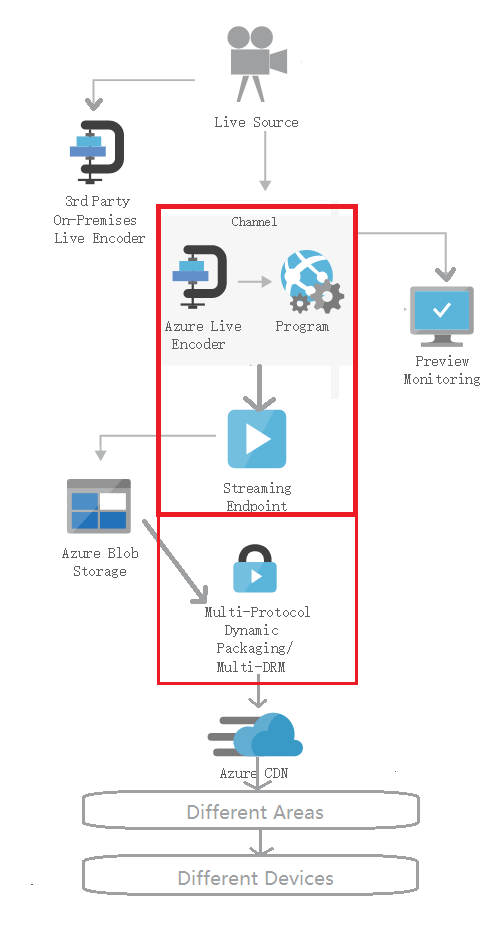 Live Source
3rd Party
On-Premises
Live Encoder
Channel
Azure Live
Encoder
Program
Preview
Monitoring
Streaming
Endpoint
Azure Blob
Storage
Multi-Protocol
Dynamic
Packaging/
Multi-DRM
Azure CDN
Different Areas
Different Devices